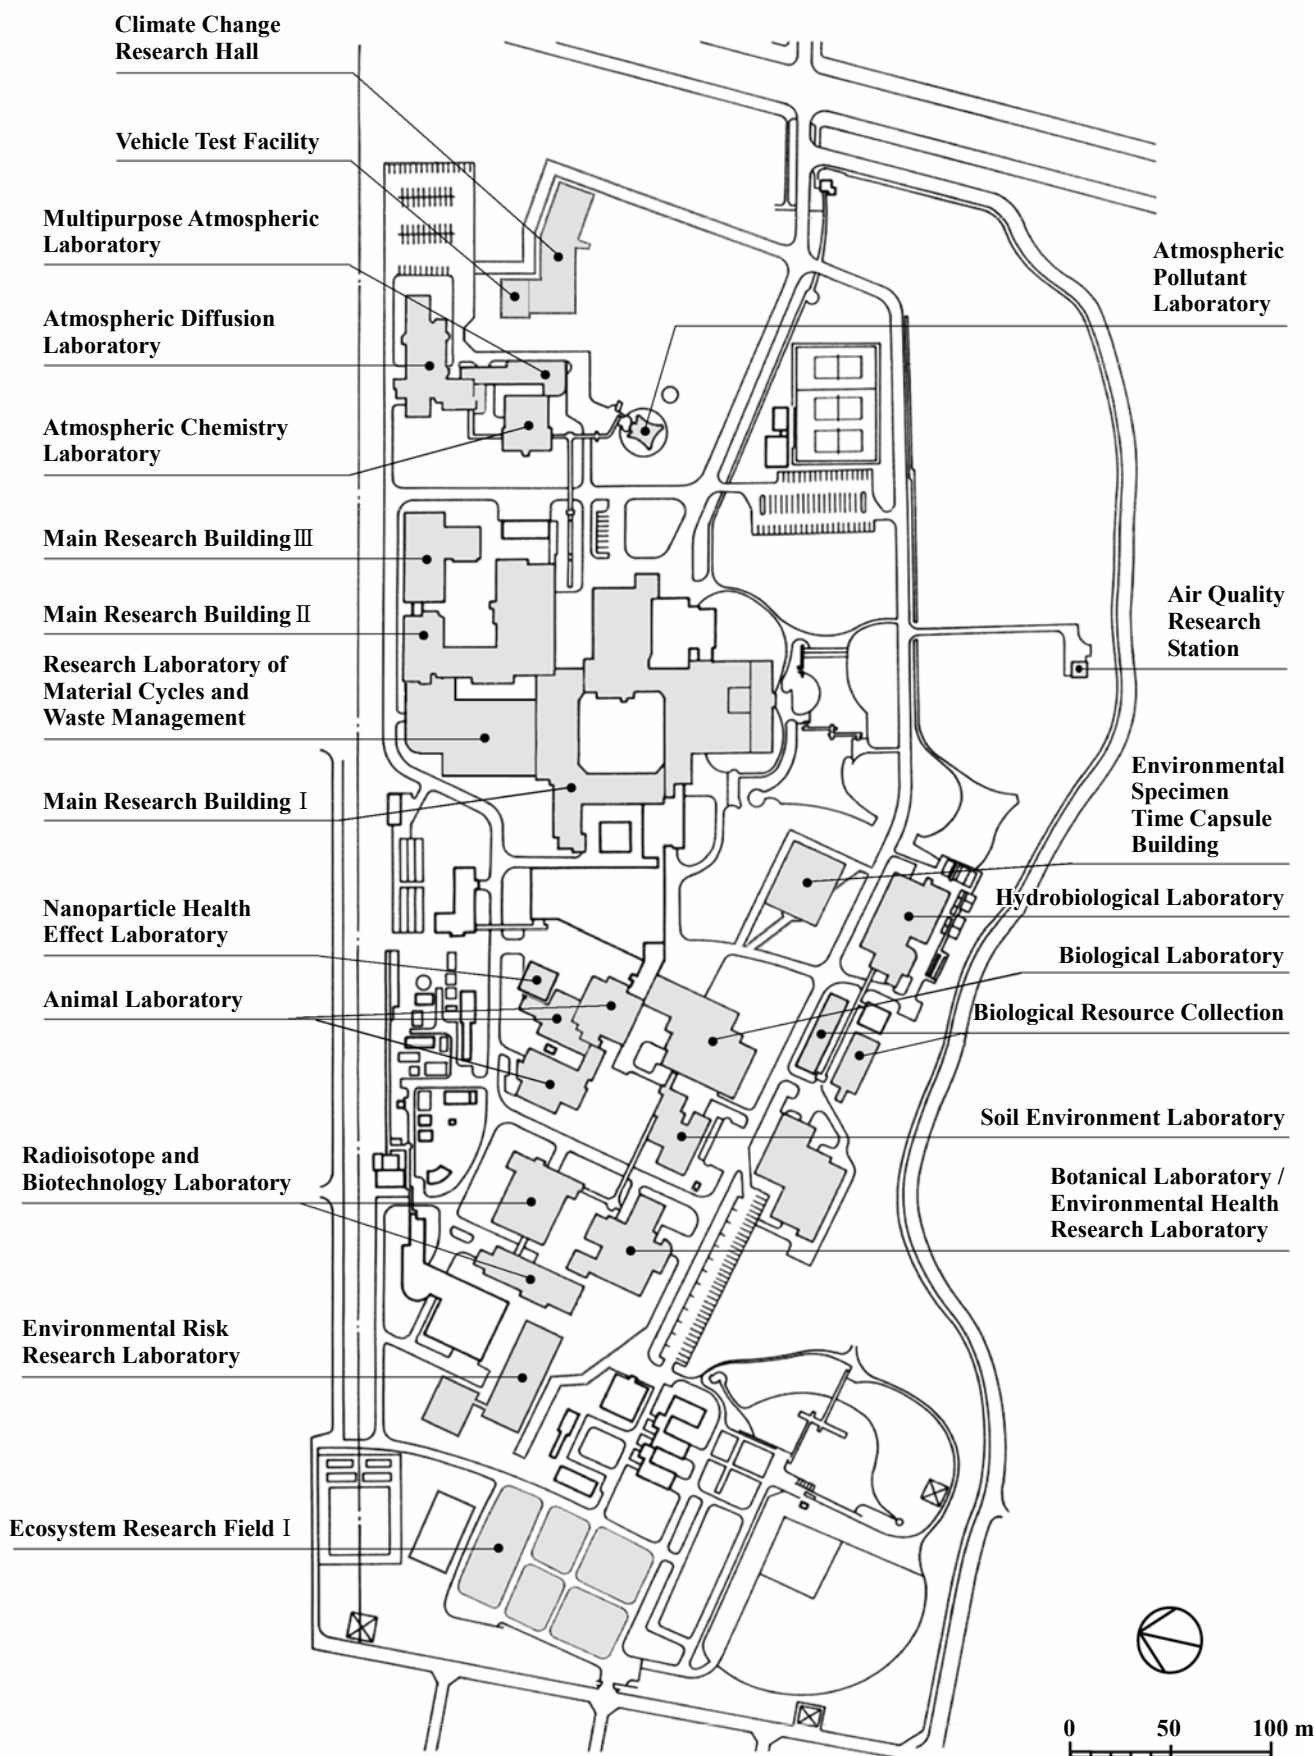 Climate Change
Research Hall
Vehicle Test Facility
Multipurpose Atmospheric
Laboratory
Atmospheric Diffusion
Laboratory
Atmospheric Chemistry
Laboratory
Main Research Building Ⅲ
Main Research Building Ⅱ
Research Laboratory of
Material Cycles and
Waste Management
Main Research Building Ⅰ
Nanoparticle Health
Effect Laboratory
Animal Laboratory
Radioisotope and
Biotechnology Laboratory
Environmental Risk
Research Laboratory
Ecosystem Research Field Ⅰ
Atmospheric
Pollutant
Laboratory
Air Quality
Research
Station
Environmental
Specimen
Time Capsule
Building
Hydrobiological Laboratory
Biological Laboratory
Biological Resource Collection
Soil Environment Laboratory
Botanical Laboratory /
Environmental Health
Research Laboratory
0 50 100 m